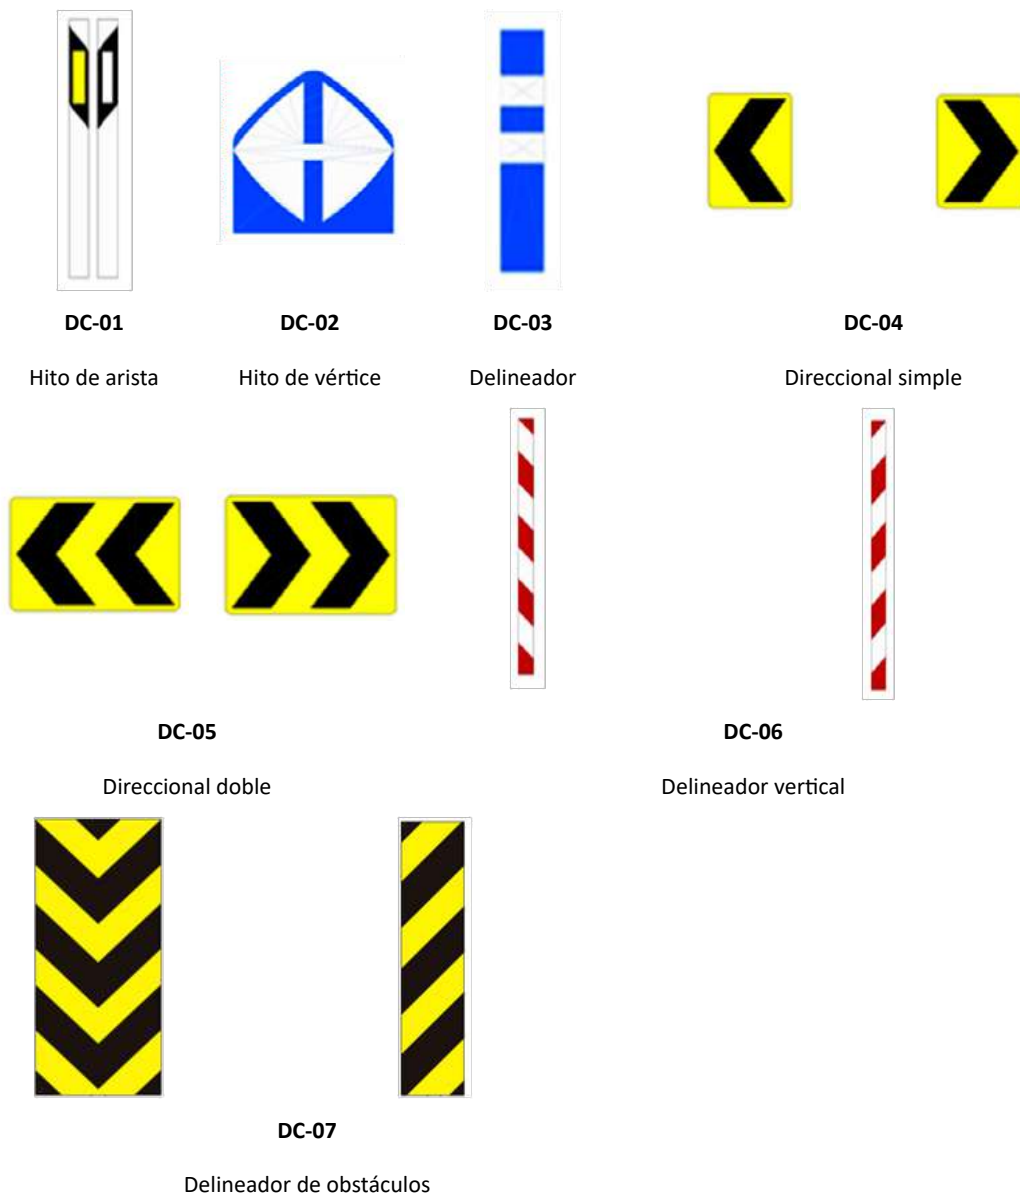 DC-01 DC-02 DC-03 DC-04
Hito de arista Hito de vértice Delineador Direccional simple
DC-05 DC-06
Direccional doble Delineador vertical
DC-07
Delineador de obstáculos